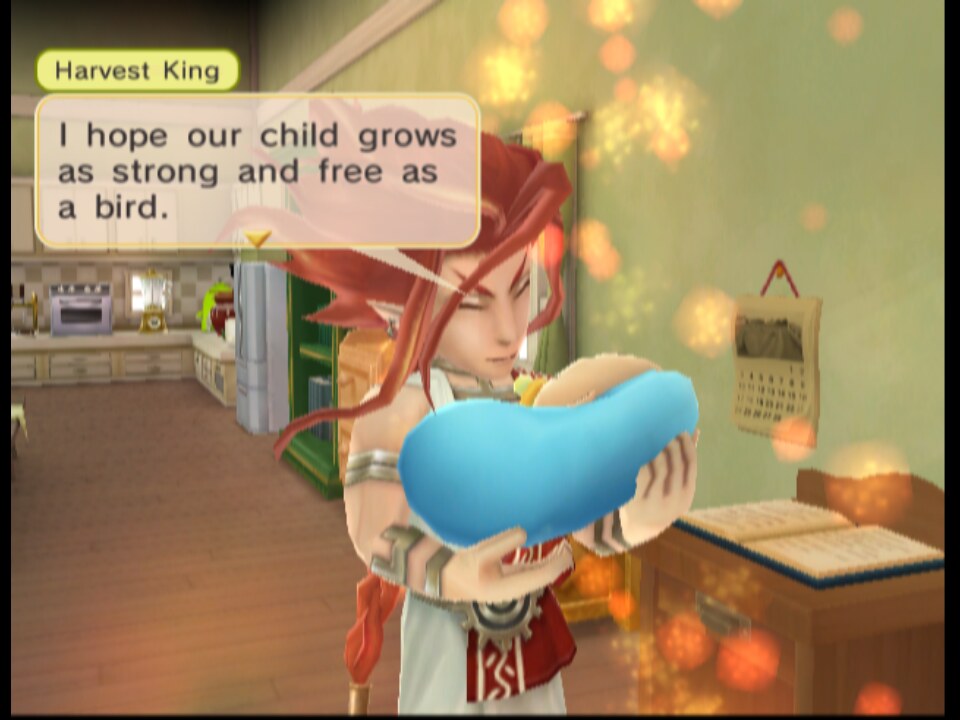 Harvest King
I hope our child grows
as strong and free as
a bird.